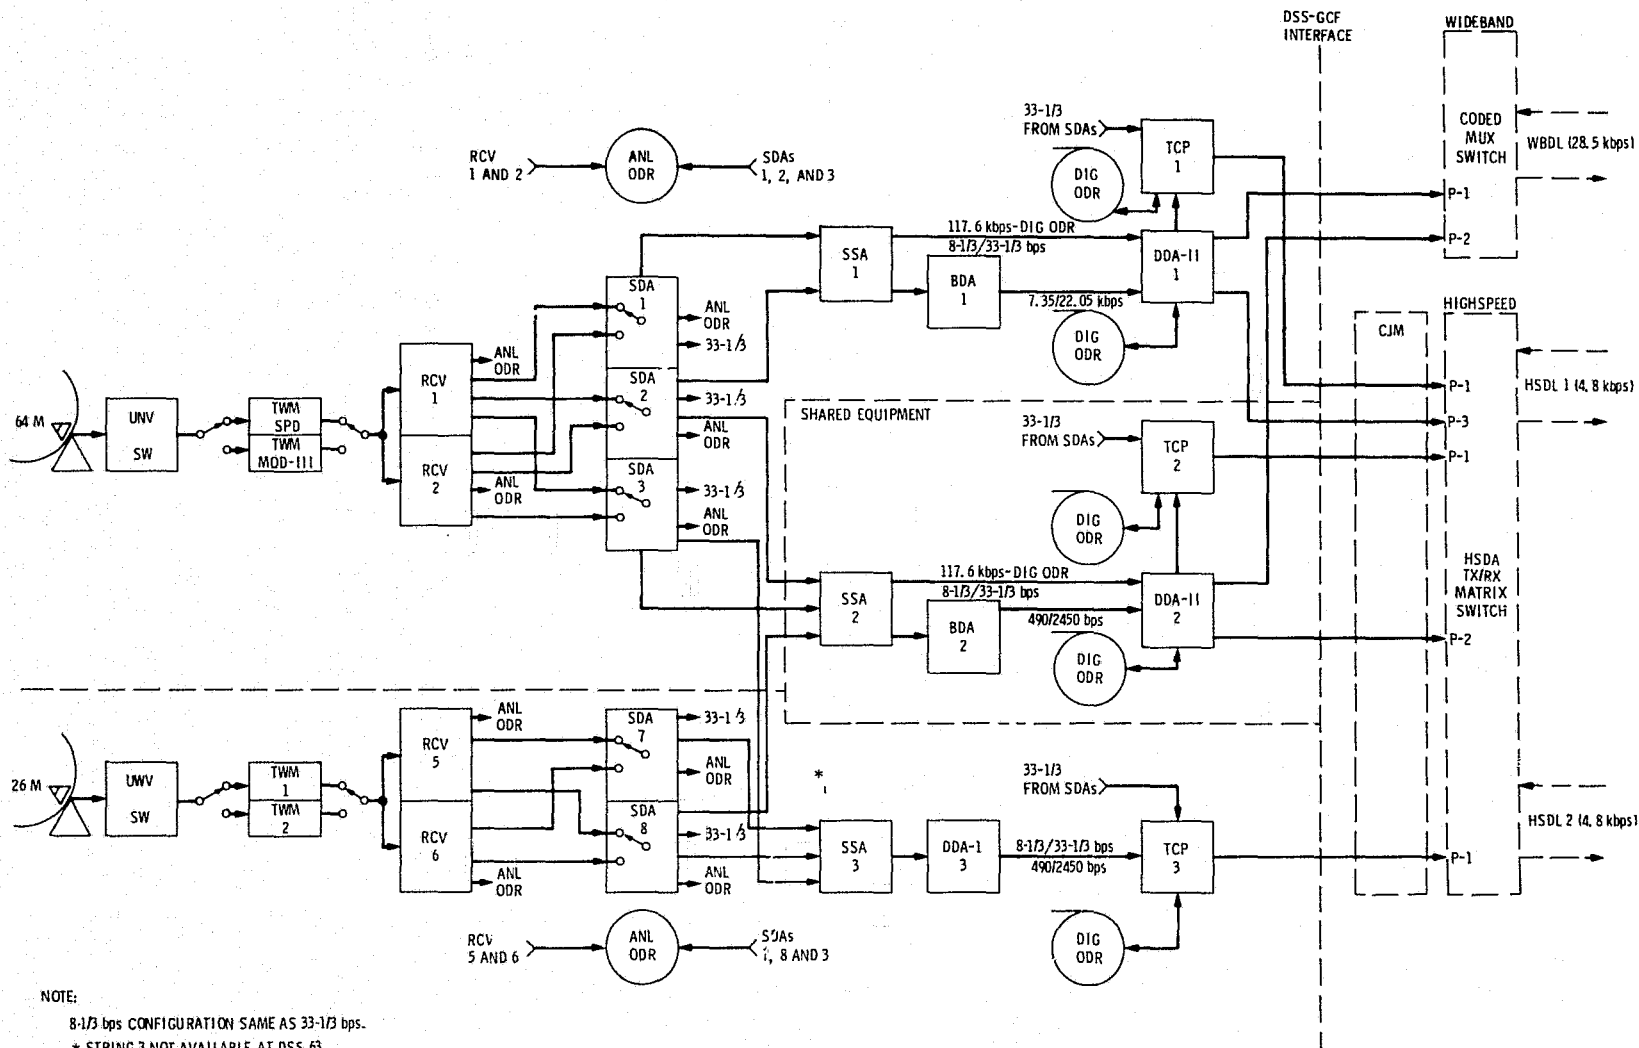 DSS-GCF
INTERFACE
WIDEBAND
CODED
MUX
SWITCH
WBDL (28.5 kbps)
P-1
P-2
33-1/3
FROM SDAs
TCP
1
DIG
ODR
RCV
1 AND 2
ANL
ODR
SDAs
1, 2, AND 3
117.6 kbps-DIG ODR
8-1/3/33-1/3 bps
SSA
1
BDA
1
7.35/22.05 kbps
DDA-II
1
DIG
ODR
SDA
1
ANL
ODR
33-1/3
SDA
2
33-1/3
ANL
ODR
SDA
3
33-1/3
ANL
ODR
64 M
UNV
SW
TWM
SPD
TWM
MOD-III
RCV
1
RCV
2
ANL
ODR
ANL
ODR
HIGHSPEED
CJM
P-1
HSDL 1 (4.8 kbps)
P-3
P-1
HSDA
TX/RX
MATRIX
SWITCH
P-2
SHARED EQUIPMENT
33-1/3
FROM SDAs
TCP
2
DIG
ODR
117.6 kbps-DIG ODR
8-1/3/33-1/3 bps
SSA
2
BDA
2
490/2450 bps
DDA-II
2
DIG
ODR
26 M
UWV
SW
TWM
1
TWM
2
RCV
5
RCV
6
ANL
ODR
ANL
ODR
SDA
7
33-1/3
ANL
ODR
SDA
8
33-1/3
ANL
ODR
*
SSA
3
DDA-I
3
8-1/3/33-1/3 bps
490/2450 bps
33-1/3
FROM SDAs
TCP
3
DIG
ODR
P-1
HSDL 2 (4.8 kbps)
RCV
5 AND 6
ANL
ODR
SDAs
8 AND 3
NOTE:
8-1/3 bps CONFIGURATION SAME AS 33-1/3 bps.
* STRING 3 NOT AVAILABLE AT DSS 63